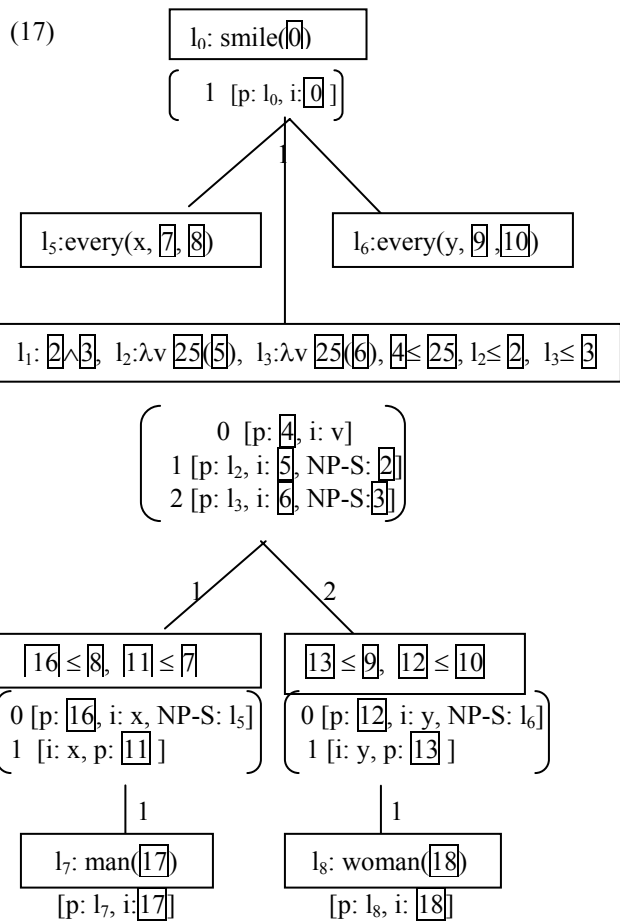 (17)
l₀: smile(0)
1 [p: l₀, i: 0 ]
1
l₅:every(x, 7, 8)
l₆:every(y, 9 ,10)
l₁: 2∧3, l₂:λv 25(5), l₃:λv 25(6), 4≤ 25, l₂≤ 2, l₃≤ 3
0 [p: 4, i: v]
1 [p: l₂, i: 5, NP-S: 2]
2 [p: l₃, i: 6, NP-S:3]
1
2
16 ≤ 8, 11 ≤ 7
13 ≤ 9, 12 ≤ 10
0 [p: 16, i: x, NP-S: l₅]
1 [i: x, p: 11 ]
0 [p: 12, i: y, NP-S: l₆]
1 [i: y, p: 13 ]
1
1
l₇: man(17)
l₈: woman(18)
[p: l₇, i:17]
[p: l₈, i: 18]